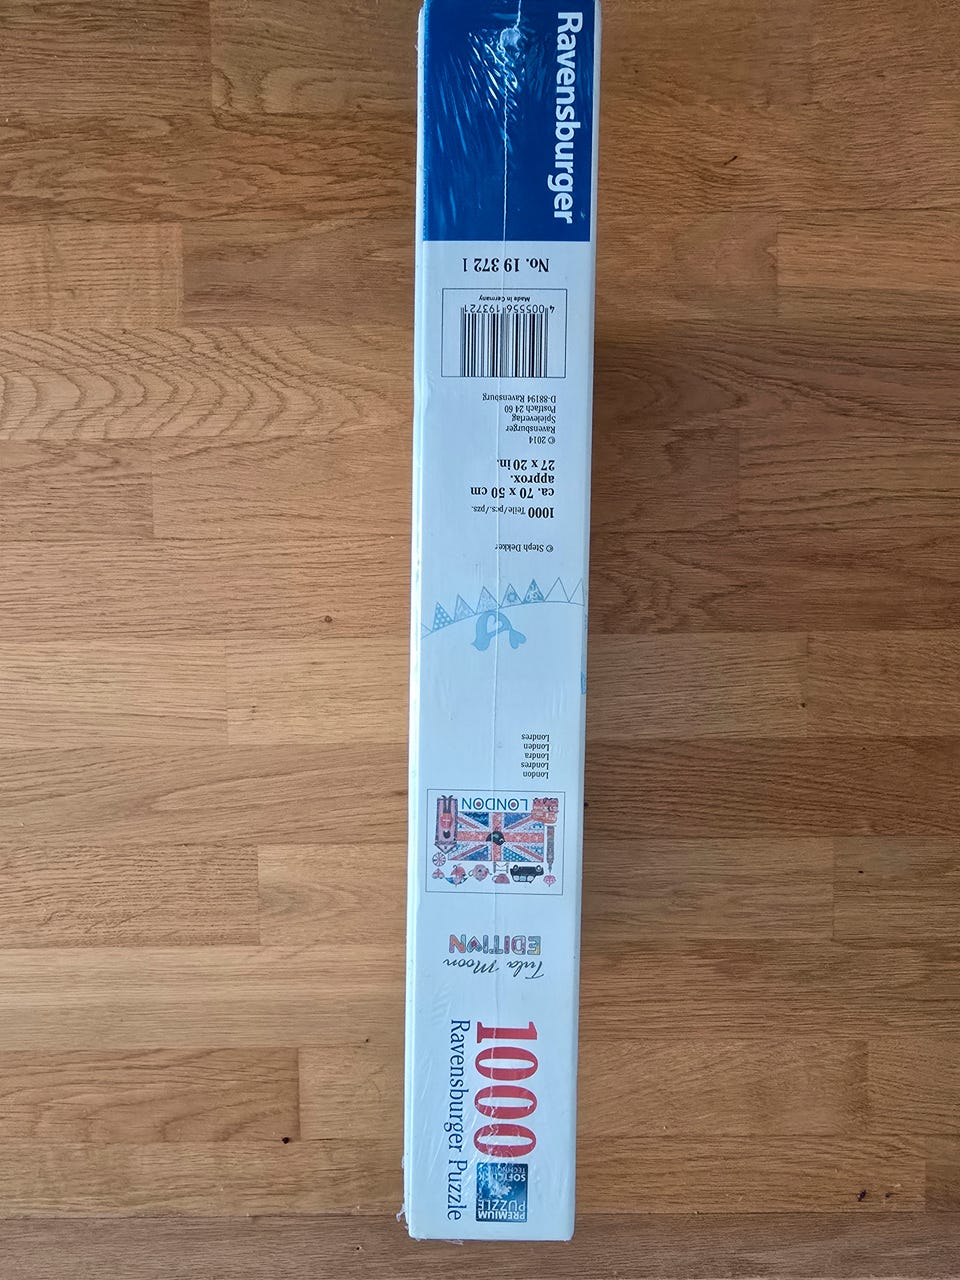 PREMIUM
PUZZLE
SOFTCLICK
1000
Ravensburger Puzzle
Tula Moon
EDITION
LONDON
London
Londres
Londra
Londen
Londres
© Steph Dekker
1000 Teile/pcs./pzs.
ca. 70 x 50 cm
approx.
27 x 20 in.
© 2014
Ravensburger
Spieleverlag
Postfach 24 60
D-88194 Ravensburg
4 005556 193721
Made in Germany
No. 19 372 1
Ravensburger